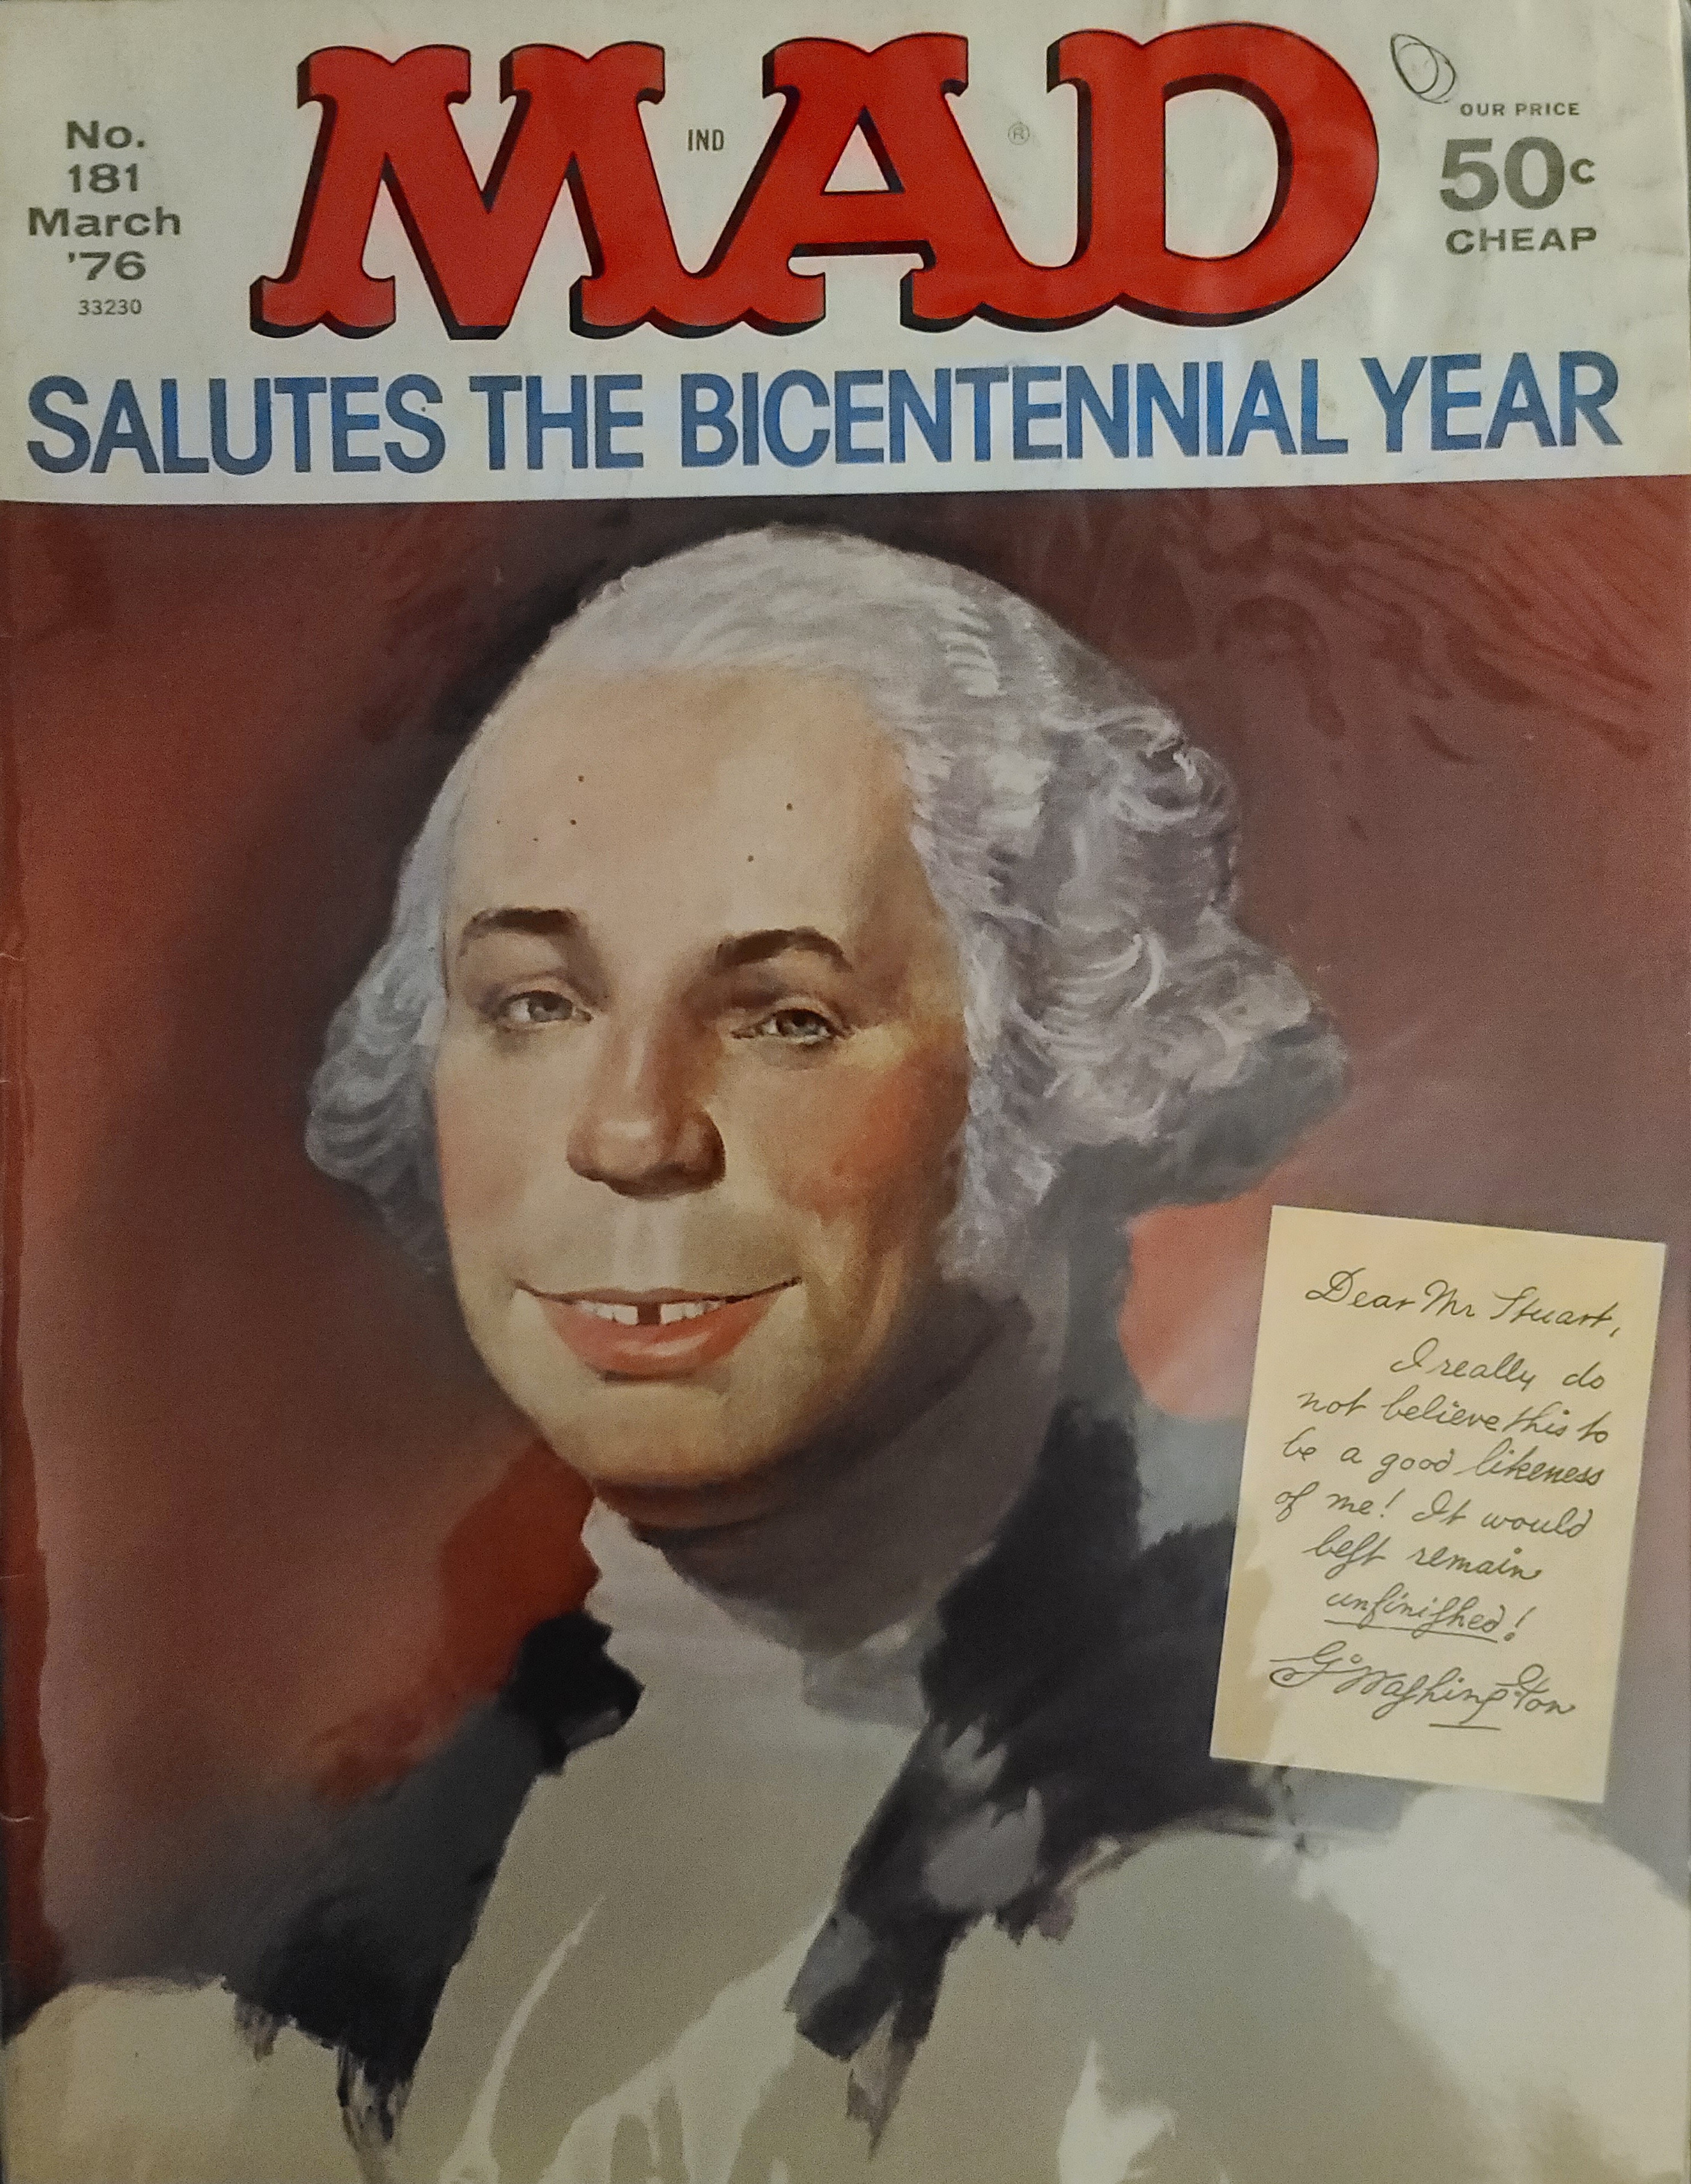 MAD
IND
®
No.
181
March
'76
33230
OUR PRICE
50c
CHEAP
SALUTES THE BICENTENNIAL YEAR
Dear Mr Stuart,
I really do
not believe this to
be a good likeness
of me! It would
beſt remain
unfiniſhed!
Gº Waſhington